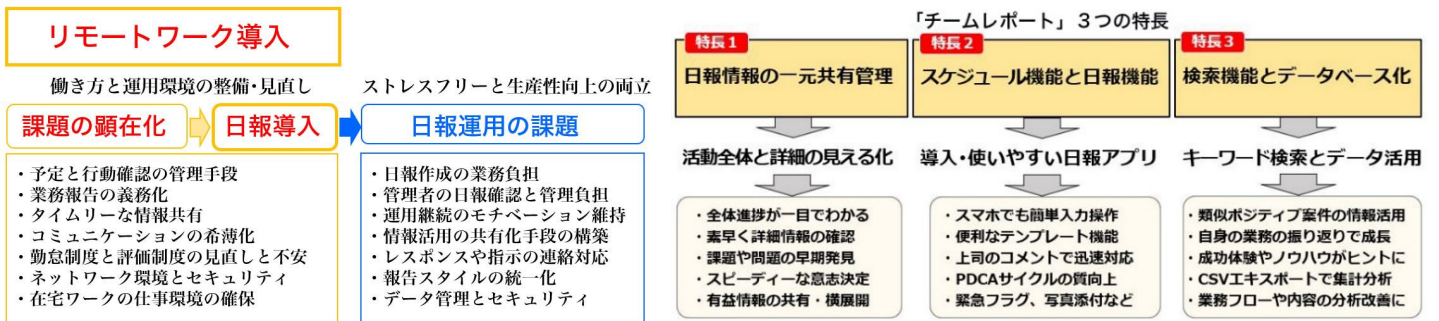 リモートワーク導入
働き方と運用環境の整備・見直し
課題の顕在化
日報導入
・予定と行動確認の管理手段
・業務報告の義務化
・タイムリーな情報共有
・コミュニケーションの希薄化
・勤怠制度と評価制度の見直しと不安
・ネットワーク環境とセキュリティ
・在宅ワークの仕事環境の確保
ストレスフリーと生産性向上の両立
日報運用の課題
・日報作成の業務負担
・管理者の日報確認と管理負担
・運用継続のモチベーション維持
・情報活用の共有化手段の構築
・レスポンスや指示の連絡対応
・報告スタイルの統一化
・データ管理とセキュリティ
「チームレポート」３つの特長
特長1
日報情報の一元共有管理
活動全体と詳細の見える化
・全体進捗が一目でわかる
・素早く詳細情報の確認
・課題や問題の早期発見
・スピーディーな意志決定
・有益情報の共有・横展開
特長2
スケジュール機能と日報機能
導入・使いやすい日報アプリ
・スマホでも簡単入力操作
・便利なテンプレート機能
・上司のコメントで迅速対応
・PDCAサイクルの質向上
・緊急フラグ、写真添付など
特長3
検索機能とデータベース化
キーワード検索とデータ活用
・類似ポジティブ案件の情報活用
・自身の業務の振り返りで成長
・成功体験やノウハウがヒントに
・CSVエキスポートで集計分析
・業務フローや内容の分析改善に